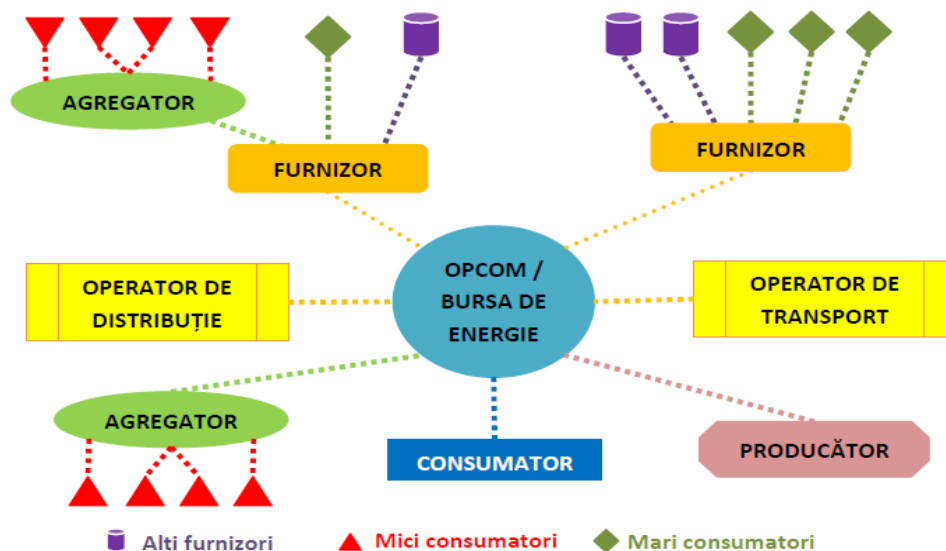 AGREGATOR
FURNIZOR
FURNIZOR
OPCOM /
BURSA DE
ENERGIE
OPERATOR DE
DISTRIBUȚIE
OPERATOR DE
TRANSPORT
AGREGATOR
CONSUMATOR
PRODUCĂTOR
Alti furnizori
Mici consumatori
Mari consumatori